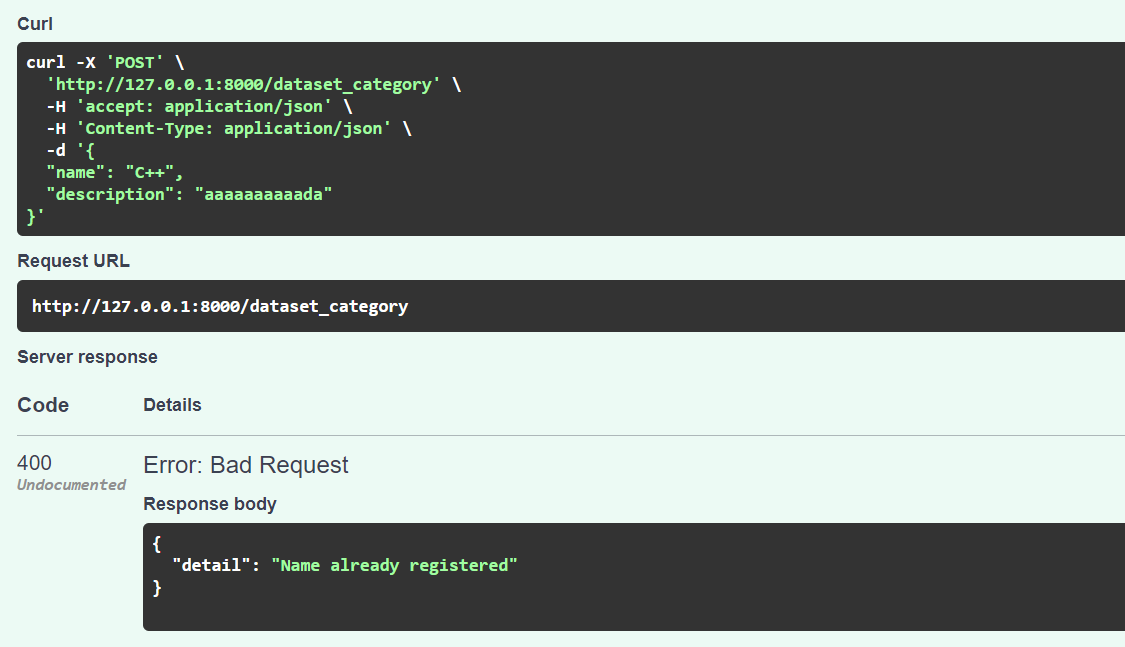 Curl
curl -X 'POST' \
  'http://127.0.0.1:8000/dataset_category' \
  -H 'accept: application/json' \
  -H 'Content-Type: application/json' \
  -d '{
  "name": "C++",
  "description": "aaaaaaaaaada"
}'
Request URL
http://127.0.0.1:8000/dataset_category
Server response
Code Details
400 Error: Bad Request
Undocumented
Response body
{
  "detail": "Name already registered"
}